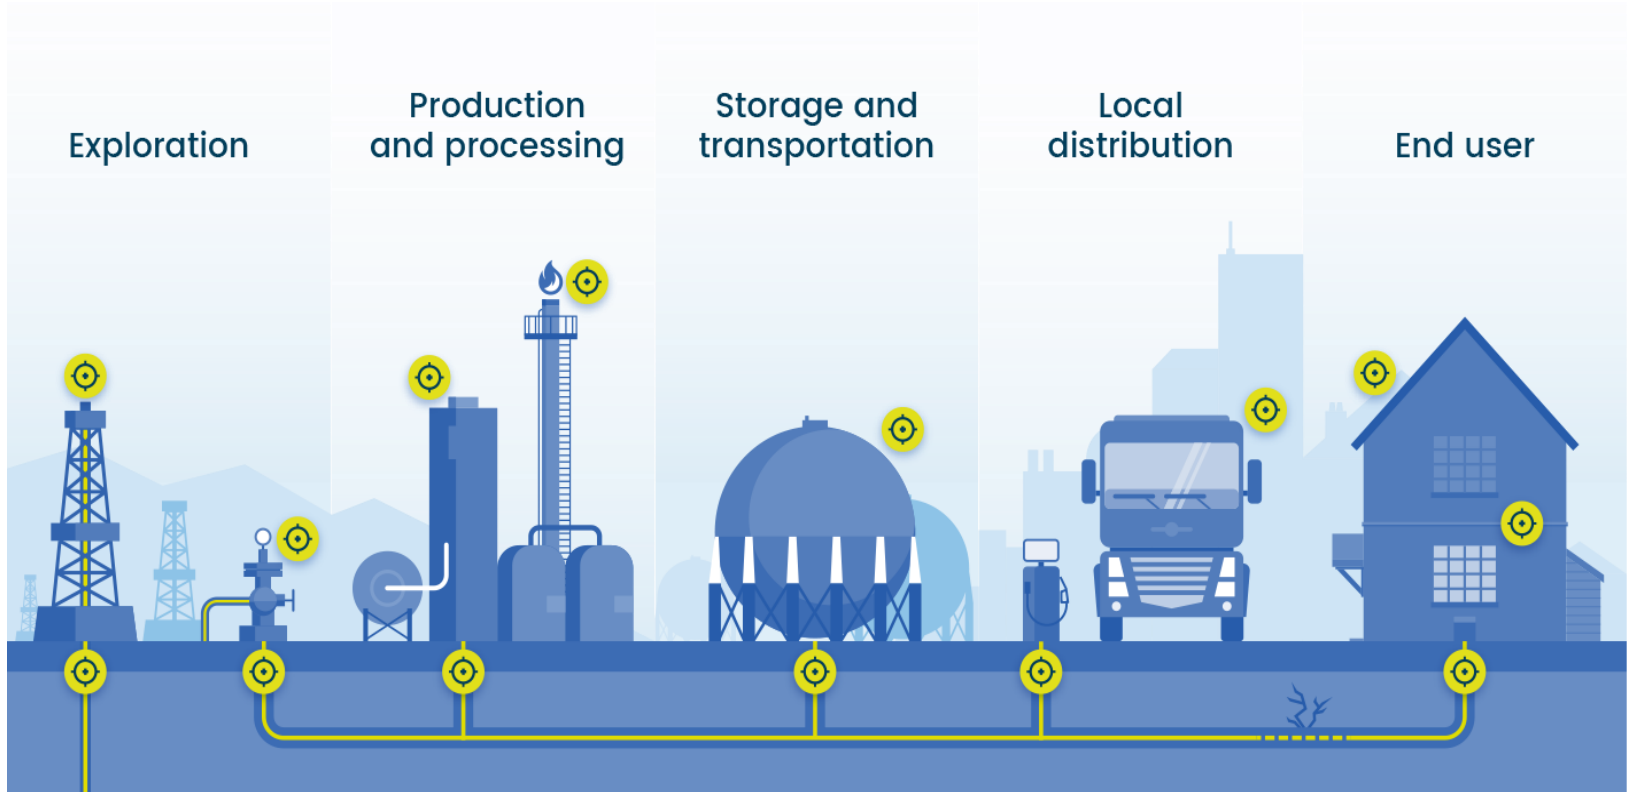 Exploration
Production
and processing
Storage and
transportation
Local
distribution
End user